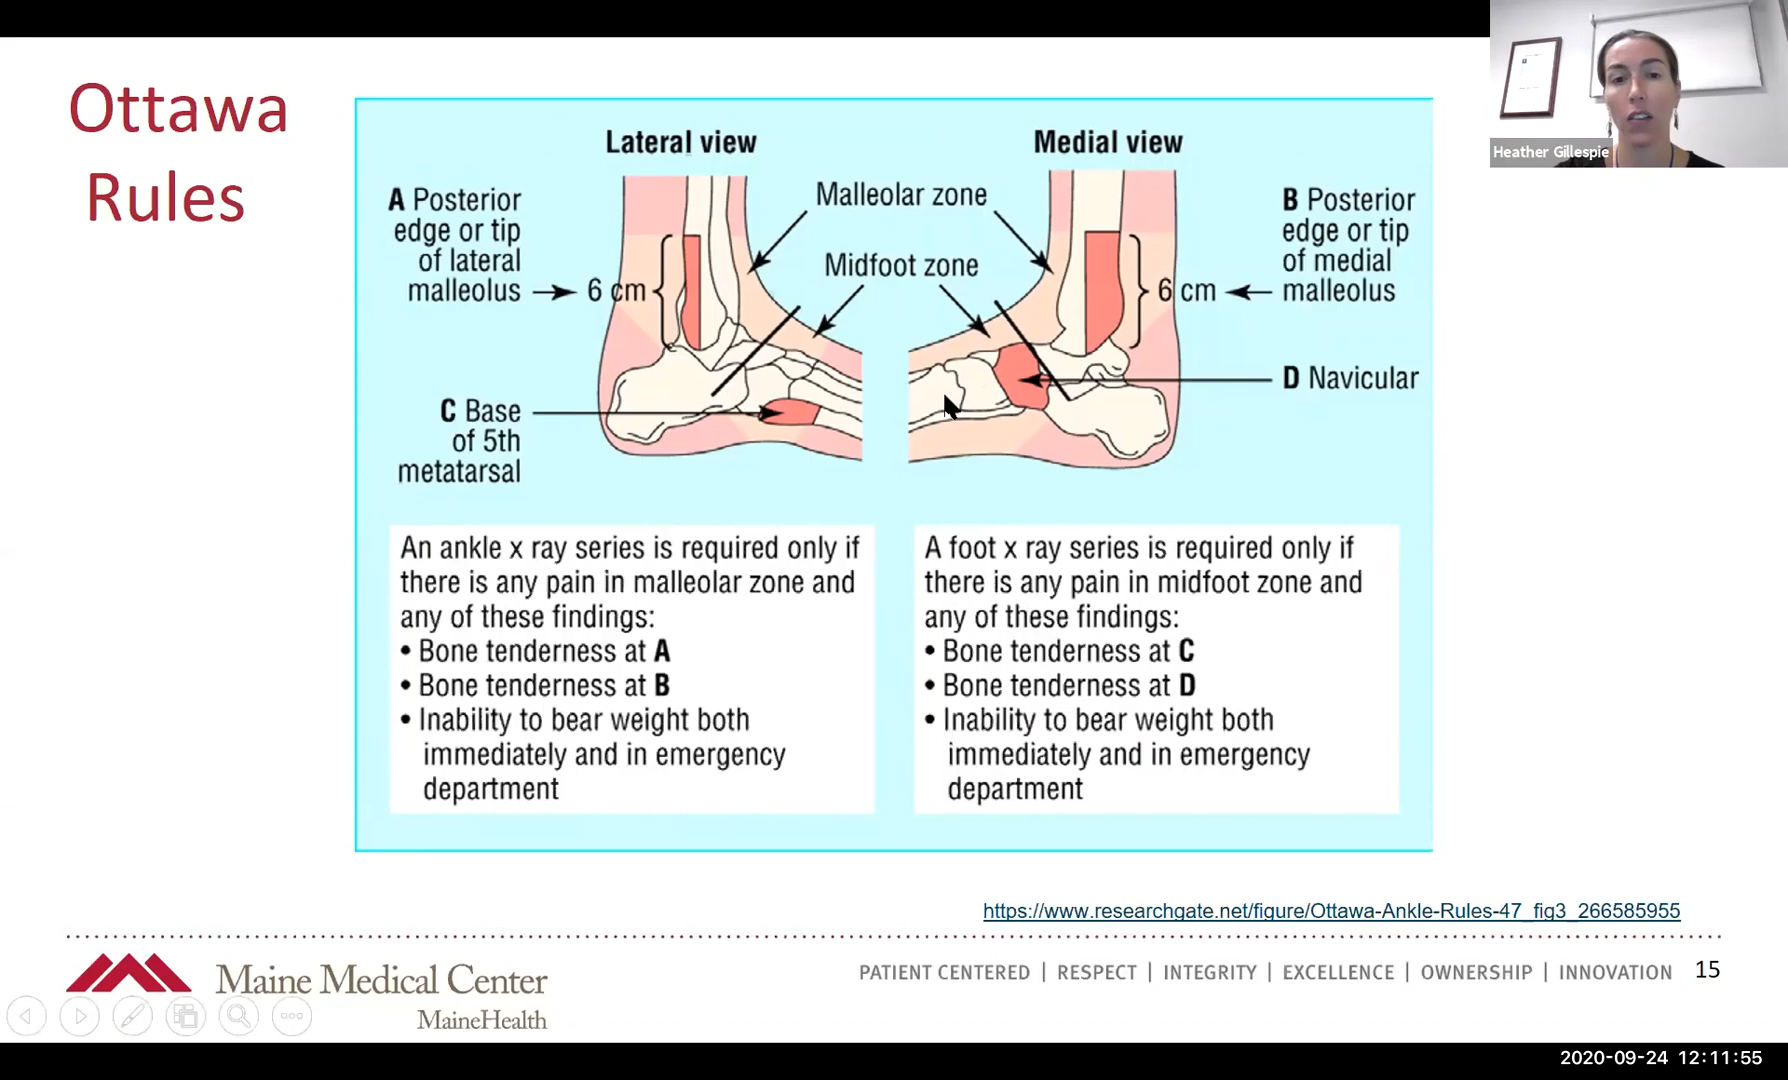 Ottawa
Rules
Heather Gillespie
Lateral view
Medial view
A Posterior
edge or tip
of lateral
malleolus
6 cm
Malleolar zone
Midfoot zone
6 cm
B Posterior
edge or tip
of medial
malleolus
C Base
of 5th
metatarsal
D Navicular
An ankle x ray series is required only if
there is any pain in malleolar zone and
any of these findings:
• Bone tenderness at A
• Bone tenderness at B
• Inability to bear weight both
immediately and in emergency
department
A foot x ray series is required only if
there is any pain in midfoot zone and
any of these findings:
• Bone tenderness at C
• Bone tenderness at D
• Inability to bear weight both
immediately and in emergency
department
https://www.researchgate.net/figure/Ottawa-Ankle-Rules-47_fig3_266585955
Maine Medical Center
MaineHealth
PATIENT CENTERED | RESPECT | INTEGRITY | EXCELLENCE | OWNERSHIP | INNOVATION 15
2020-09-24 12:11:55